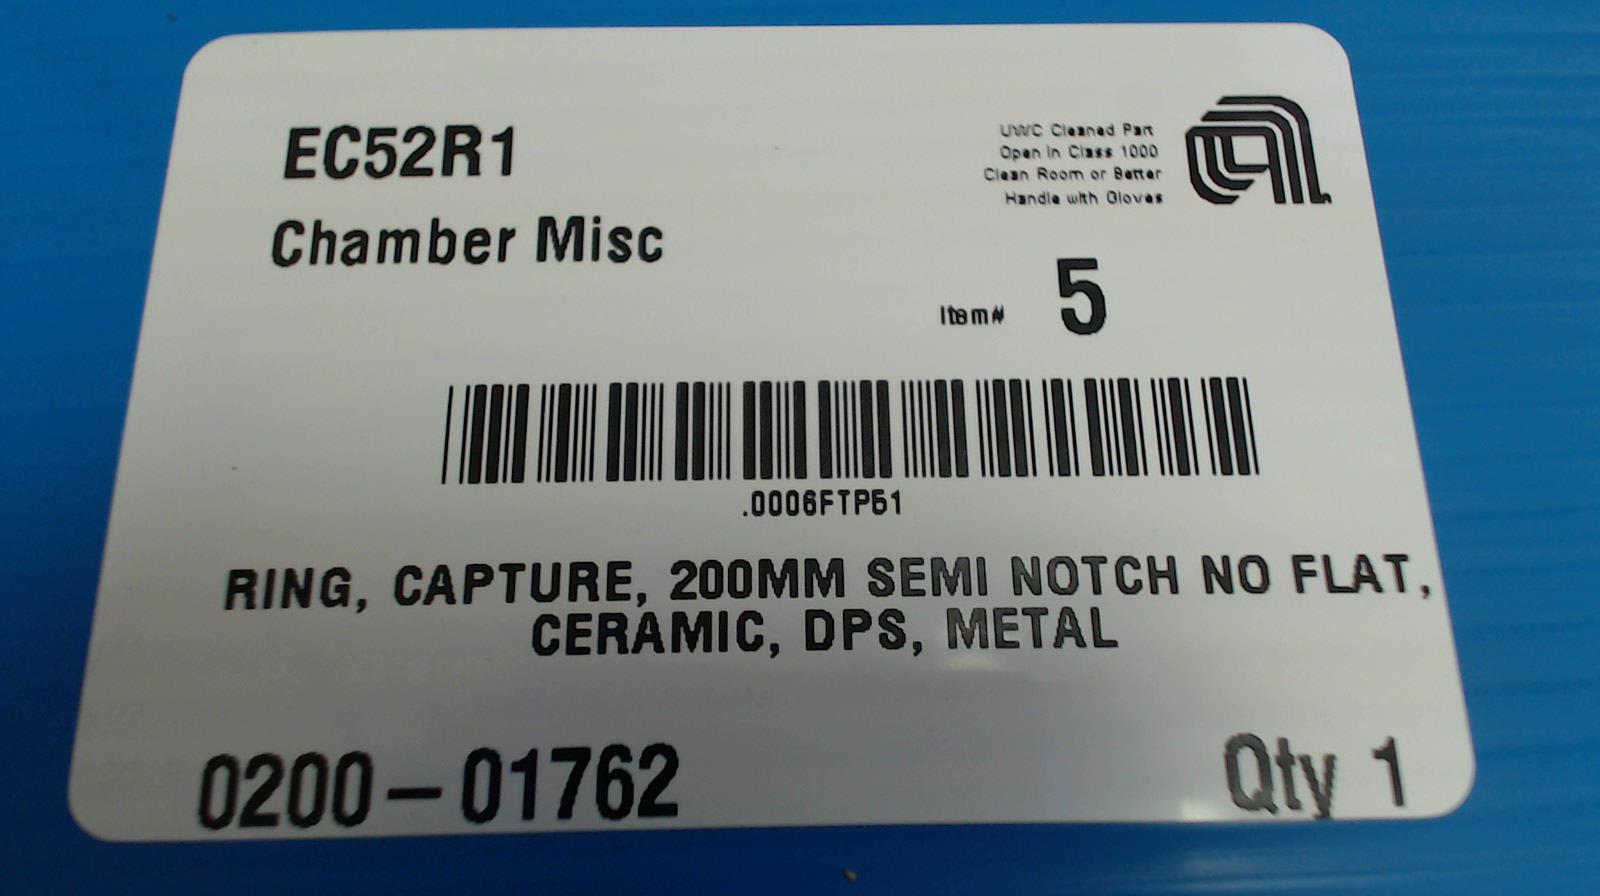 EC52R1
UWC Cleaned Part
Open in Class 1000
Clean Room or Better
Handle with Gloves
Chamber Misc
Item# 5
.0006FTP51
RING, CAPTURE, 200MM SEMI NOTCH NO FLAT,
CERAMIC, DPS, METAL
0200-01762
Qty 1